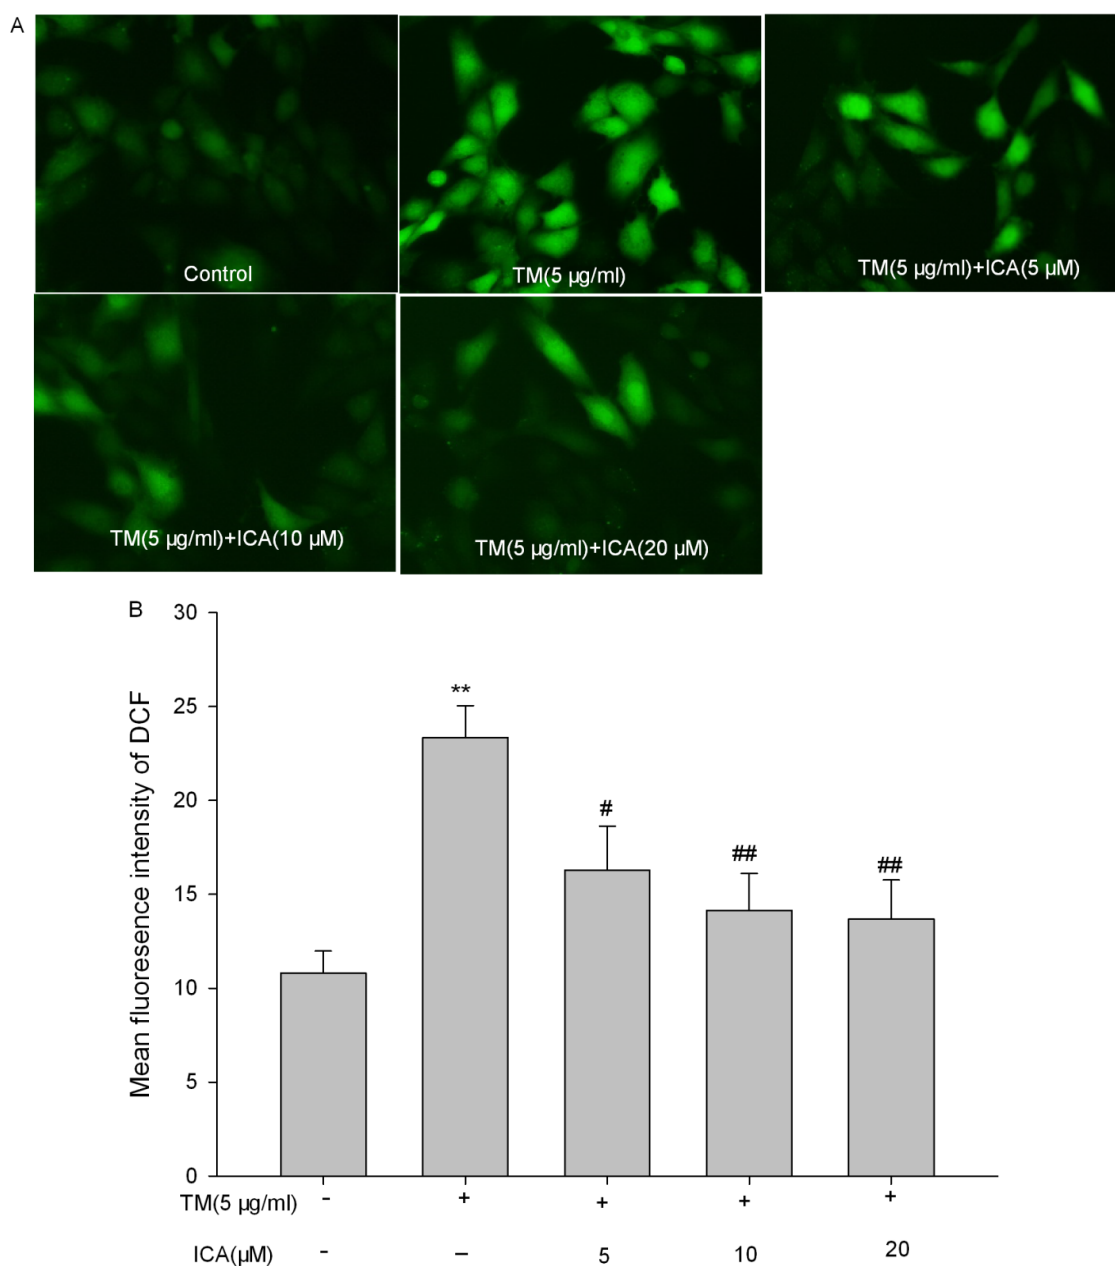 A
Control
TM(5 µg/ml)
TM(5 µg/ml)+ICA(5 µM)
TM(5 µg/ml)+ICA(10 µM)
TM(5 µg/ml)+ICA(20 µM)
B
Mean fluoresence intensity of DCF
30
25
20
15
10
5
0
**
#
##
##
TM(5 µg/ml) - + + + +
ICA(µM) - – 5 10 20